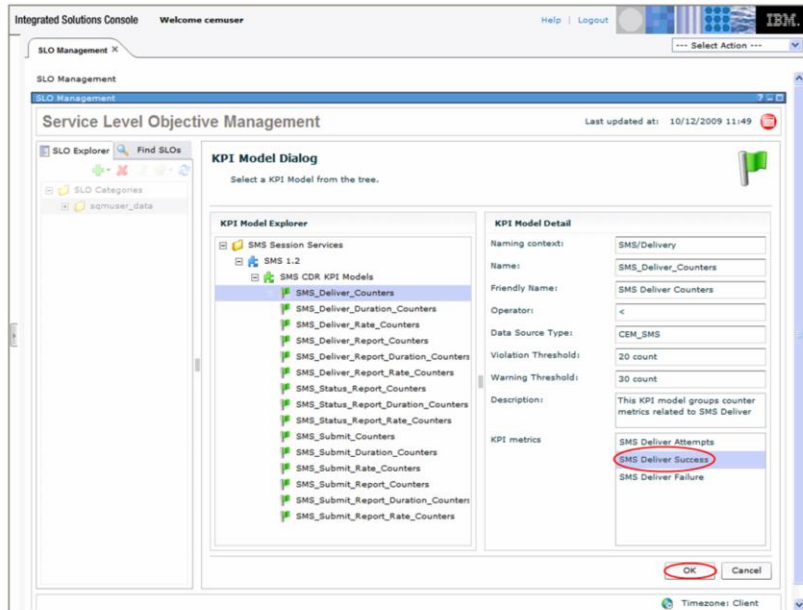 Integrated Solutions Console Welcome cemuser Help | Logout IBM.
SLO Management × --- Select Action ---
SLO Management
SLO Management
Service Level Objective Management Last updated at: 10/12/2009 11:49
SLO Explorer Find SLOs
SLO Categories
sqmuser_data
KPI Model Dialog
Select a KPI Model from the tree.
KPI Model Explorer
SMS Session Services
SMS 1.2
SMS CDR KPI Models
SMS_Deliver_Counters
SMS_Deliver_Duration_Counters
SMS_Deliver_Rate_Counters
SMS_Deliver_Report_Counters
SMS_Deliver_Report_Duration_Counters
SMS_Deliver_Report_Rate_Counters
SMS_Status_Report_Counters
SMS_Status_Report_Duration_Counters
SMS_Status_Report_Rate_Counters
SMS_Submit_Counters
SMS_Submit_Duration_Counters
SMS_Submit_Rate_Counters
SMS_Submit_Report_Counters
SMS_Submit_Report_Duration_Counters
SMS_Submit_Report_Rate_Counters
KPI Model Detail
Naming context: SMS/Delivery
Name: SMS_Delivery_Counters
Friendly Name: SMS Deliver Counters
Operator: <
Data Source Type: CEM_SMS
Violation Threshold: 20 count
Warning Threshold: 30 count
Description: This KPI model groups counter
metrics related to SMS Deliver
KPI metrics SMS Deliver Attempts
SMS Deliver Success
SMS Deliver Failure
OK Cancel
Timezone: Client